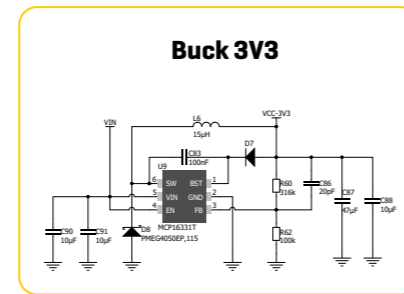 Buck 3V3
L6
15µH
VIN
VCC-3V3
C83
100nF
D7
U9
6 SW BST 1
5 VIN GND 2
4 EN FB 3
MCP16331T
R60
316k
C86
20pF
C87
47µF
C88
10µF
C90
10µF
C91
10µF
D8
PMEG4050EP,115
R62
100k